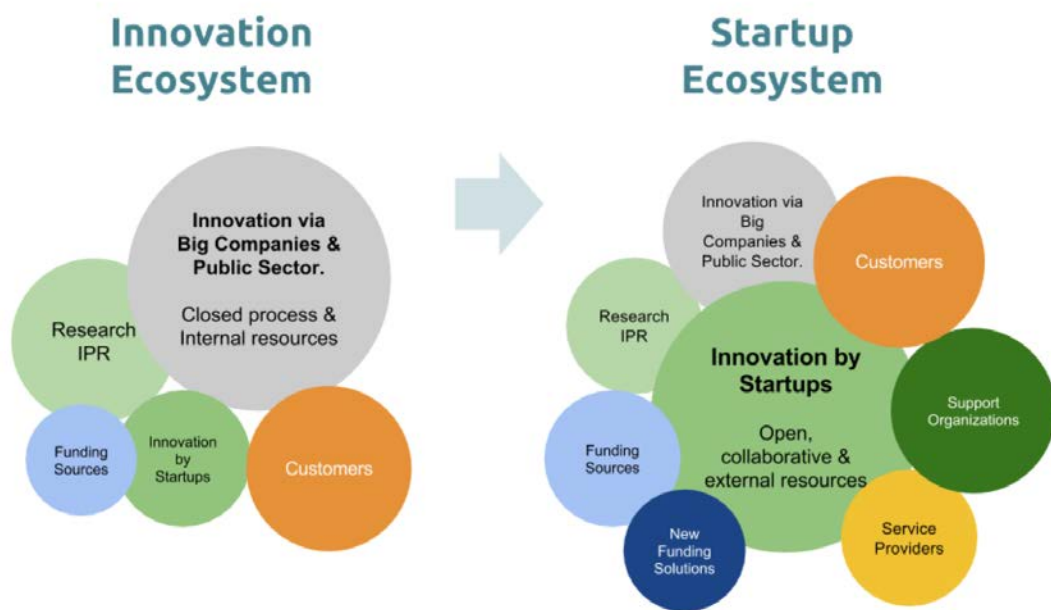 Innovation
Ecosystem
Innovation via
Big Companies &
Public Sector.
Closed process &
Internal resources
Research
IPR
Funding
Sources
Innovation
by
Startups
Customers
Startup
Ecosystem
Innovation via
Big
Companies &
Public Sector.
Customers
Research
IPR
Innovation by
Startups
Open,
collaborative &
external resources
Support
Organizations
Funding
Sources
New
Funding
Solutions
Service
Providers